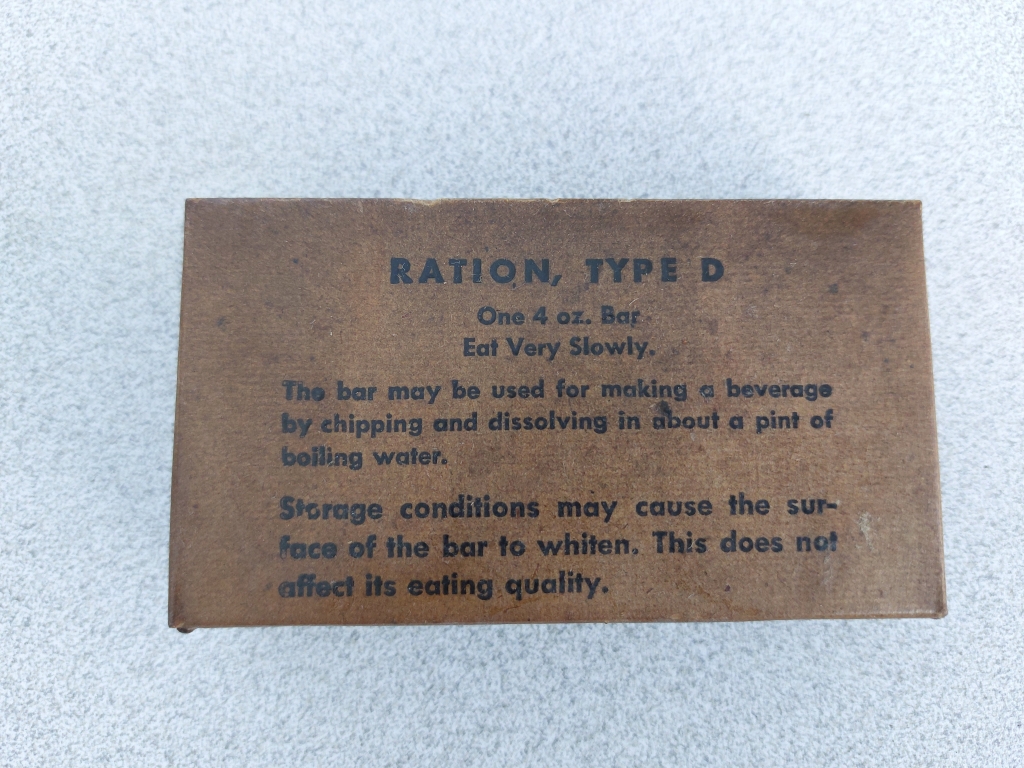 RATION, TYPE D
One 4 oz. Bar
Eat Very Slowly.
The bar may be used for making a beverage
by chipping and dissolving in about a pint of
boiling water.
Storage conditions may cause the sur-
face of the bar to whiten. This does not
affect its eating quality.